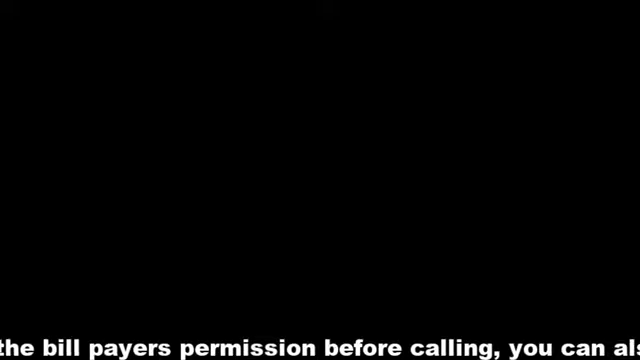 the bill payers permission before calling, you can als